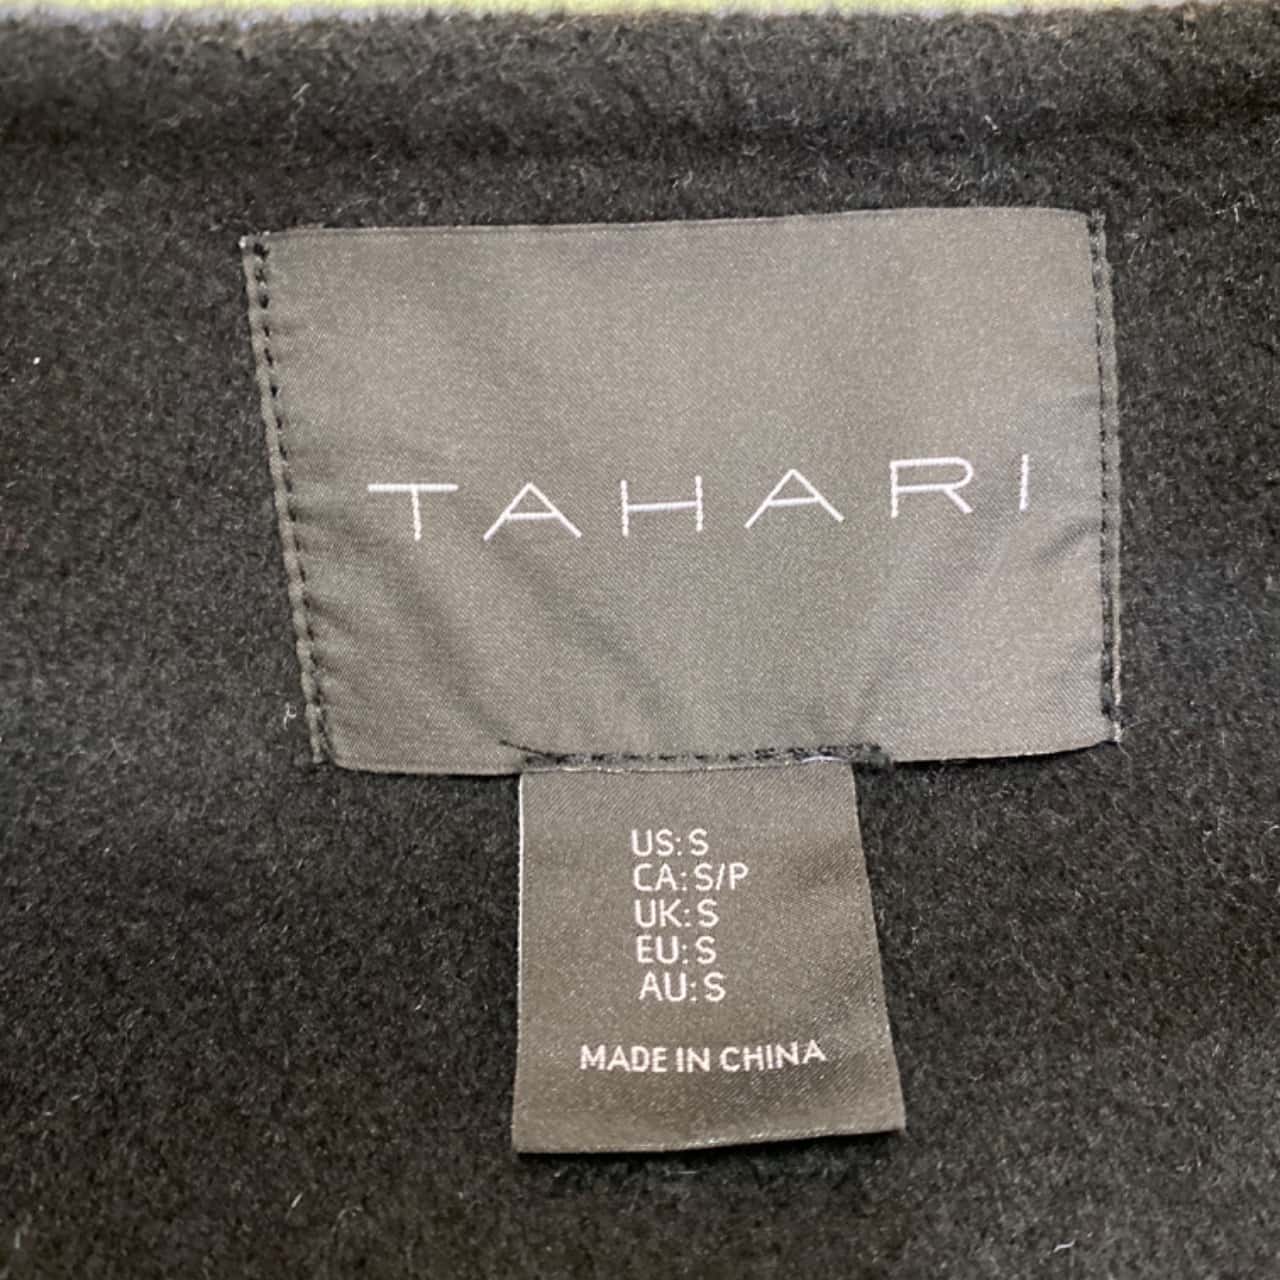 TAHARI
US: S
CA: S/P
UK: S
EU: S
AU: S
MADE IN CHINA